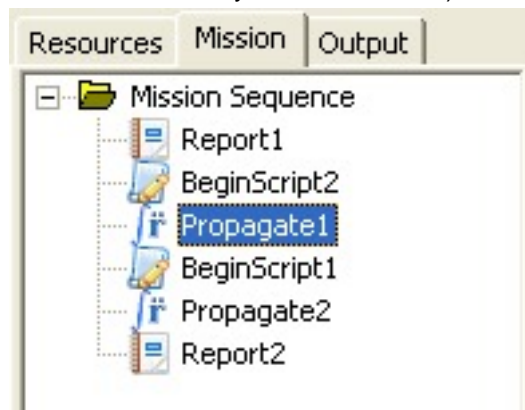 Resources Mission Output
Mission Sequence
Report1
BeginScript2
Propagate1
BeginScript1
Propagate2
Report2